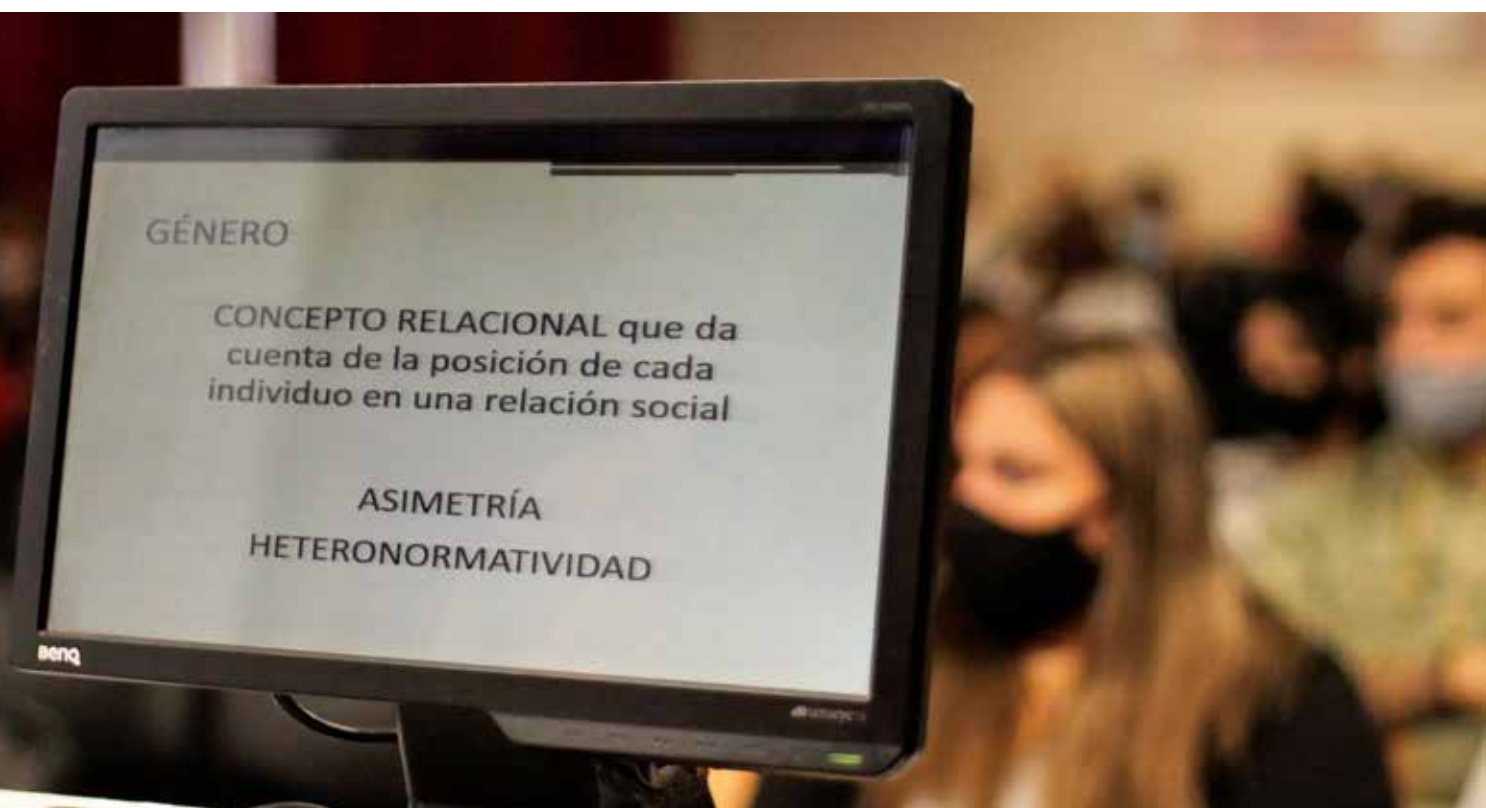 GÉNERO
CONCEPTO RELACIONAL que da
cuenta de la posición de cada
individuo en una relación social
ASIMETRÍA
HETERONORMATIVIDAD
BenQ